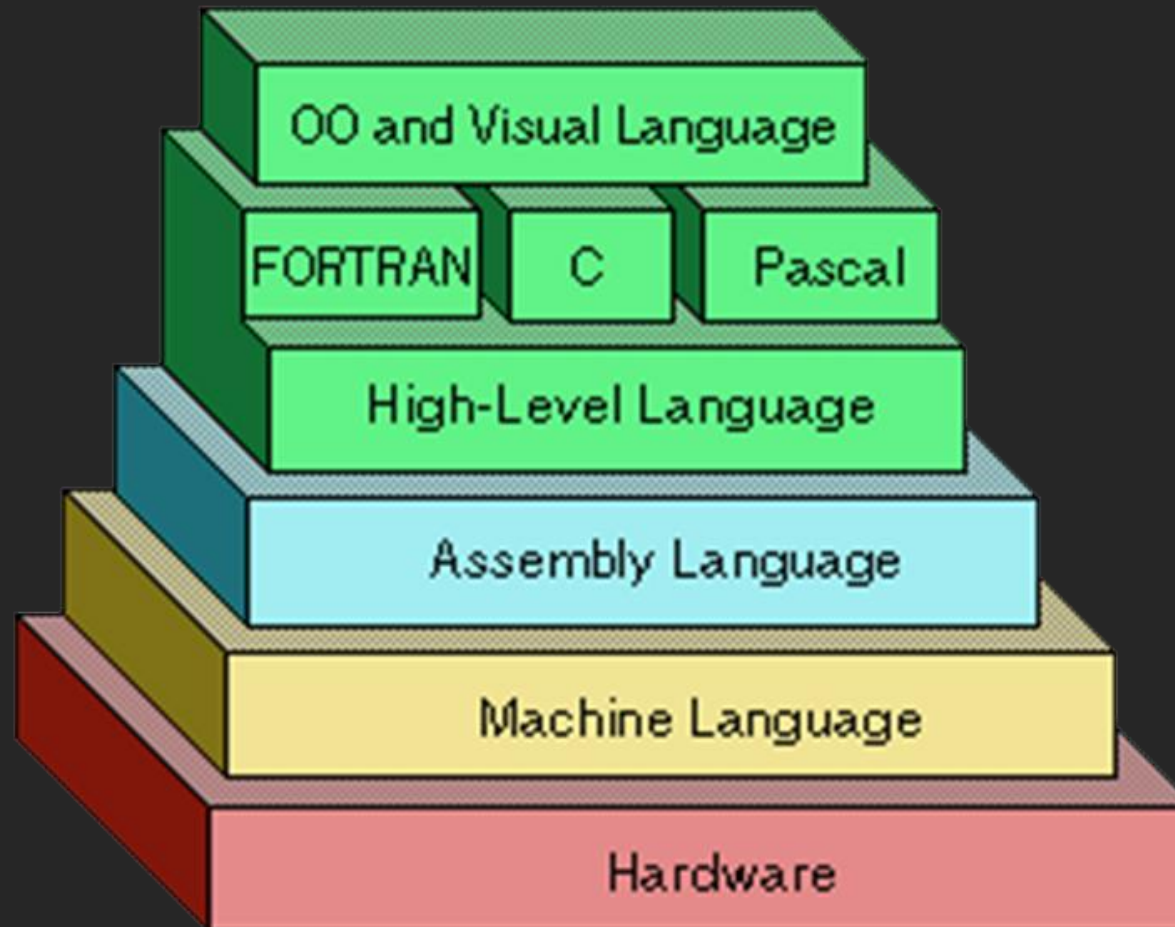 OO and Visual Language
FORTRAN
C
Pascal
High-Level Language
Assembly Language
Machine Language
Hardware